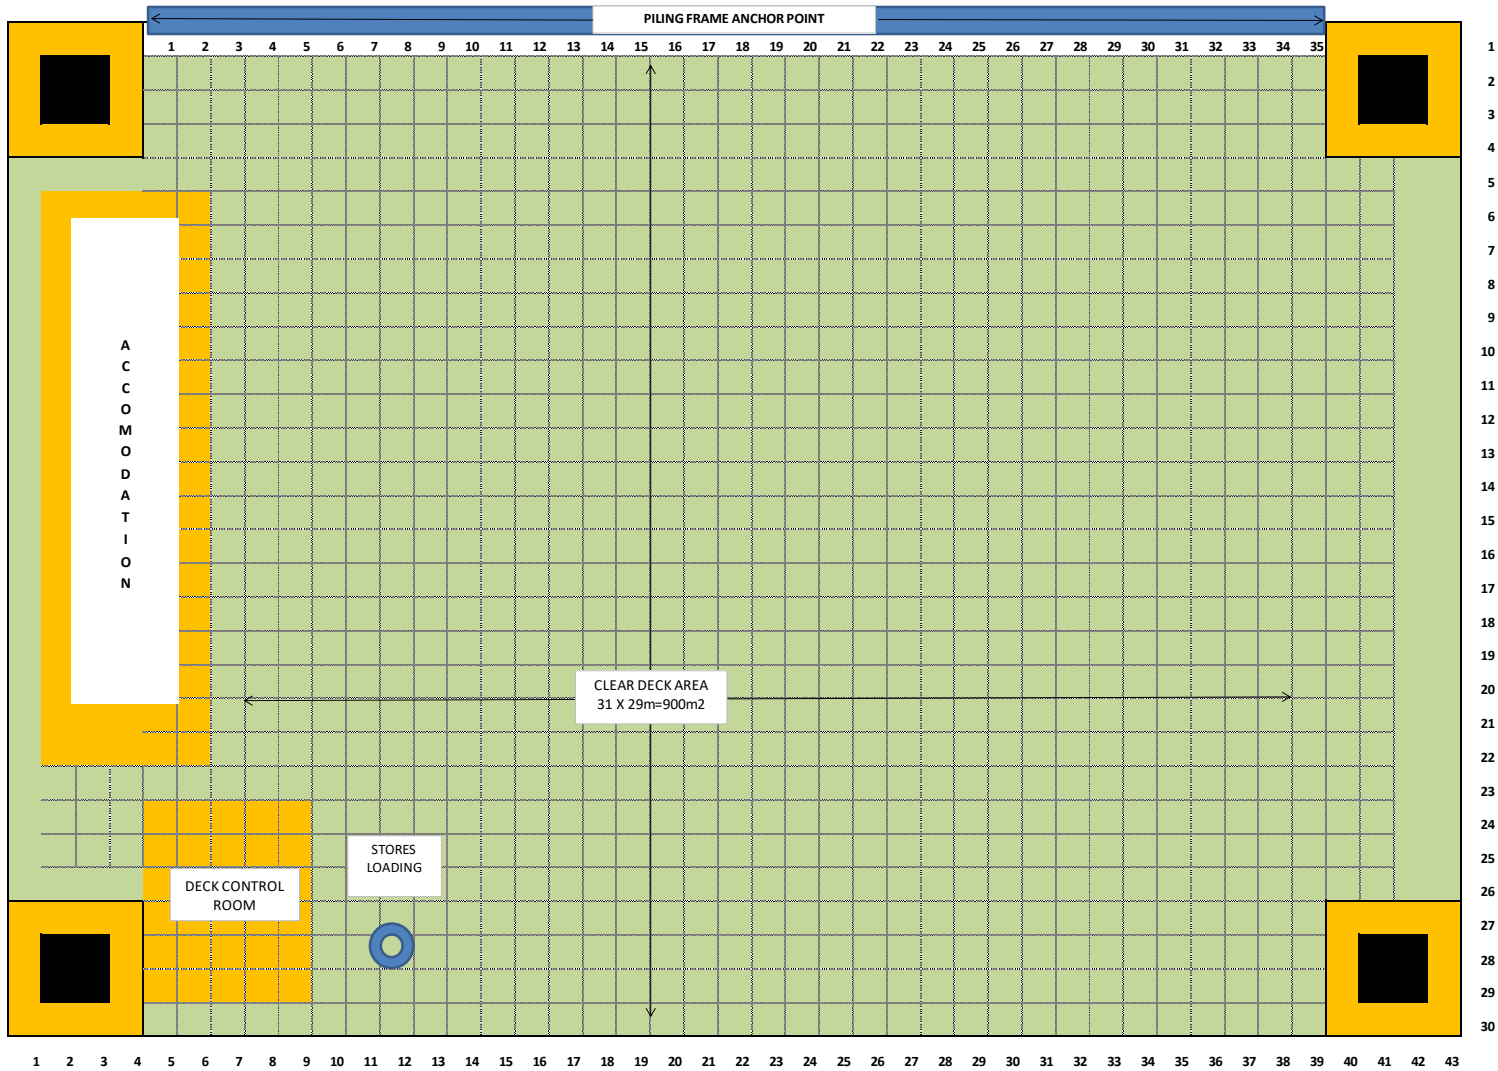 PILING FRAME ANCHOR POINT
1 2 3 4 5 6 7 8 9 10 11 12 13 14 15 16 17 18 19 20 21 22 23 24 25 26 27 28 29 30 31 32 33 34 35
1
2
3
4
5
6
7
8
9
10
11
12
13
14
15
16
17
18
19
20
21
22
23
24
25
26
27
28
29
30
A
C
C
O
M
O
D
A
T
I
O
N
CLEAR DECK AREA
31 X 29m=900m2
STORES
LOADING
DECK CONTROL
ROOM
1 2 3 4 5 6 7 8 9 10 11 12 13 14 15 16 17 18 19 20 21 22 23 24 25 26 27 28 29 30 31 32 33 34 35 36 37 38 39 40 41 42 43